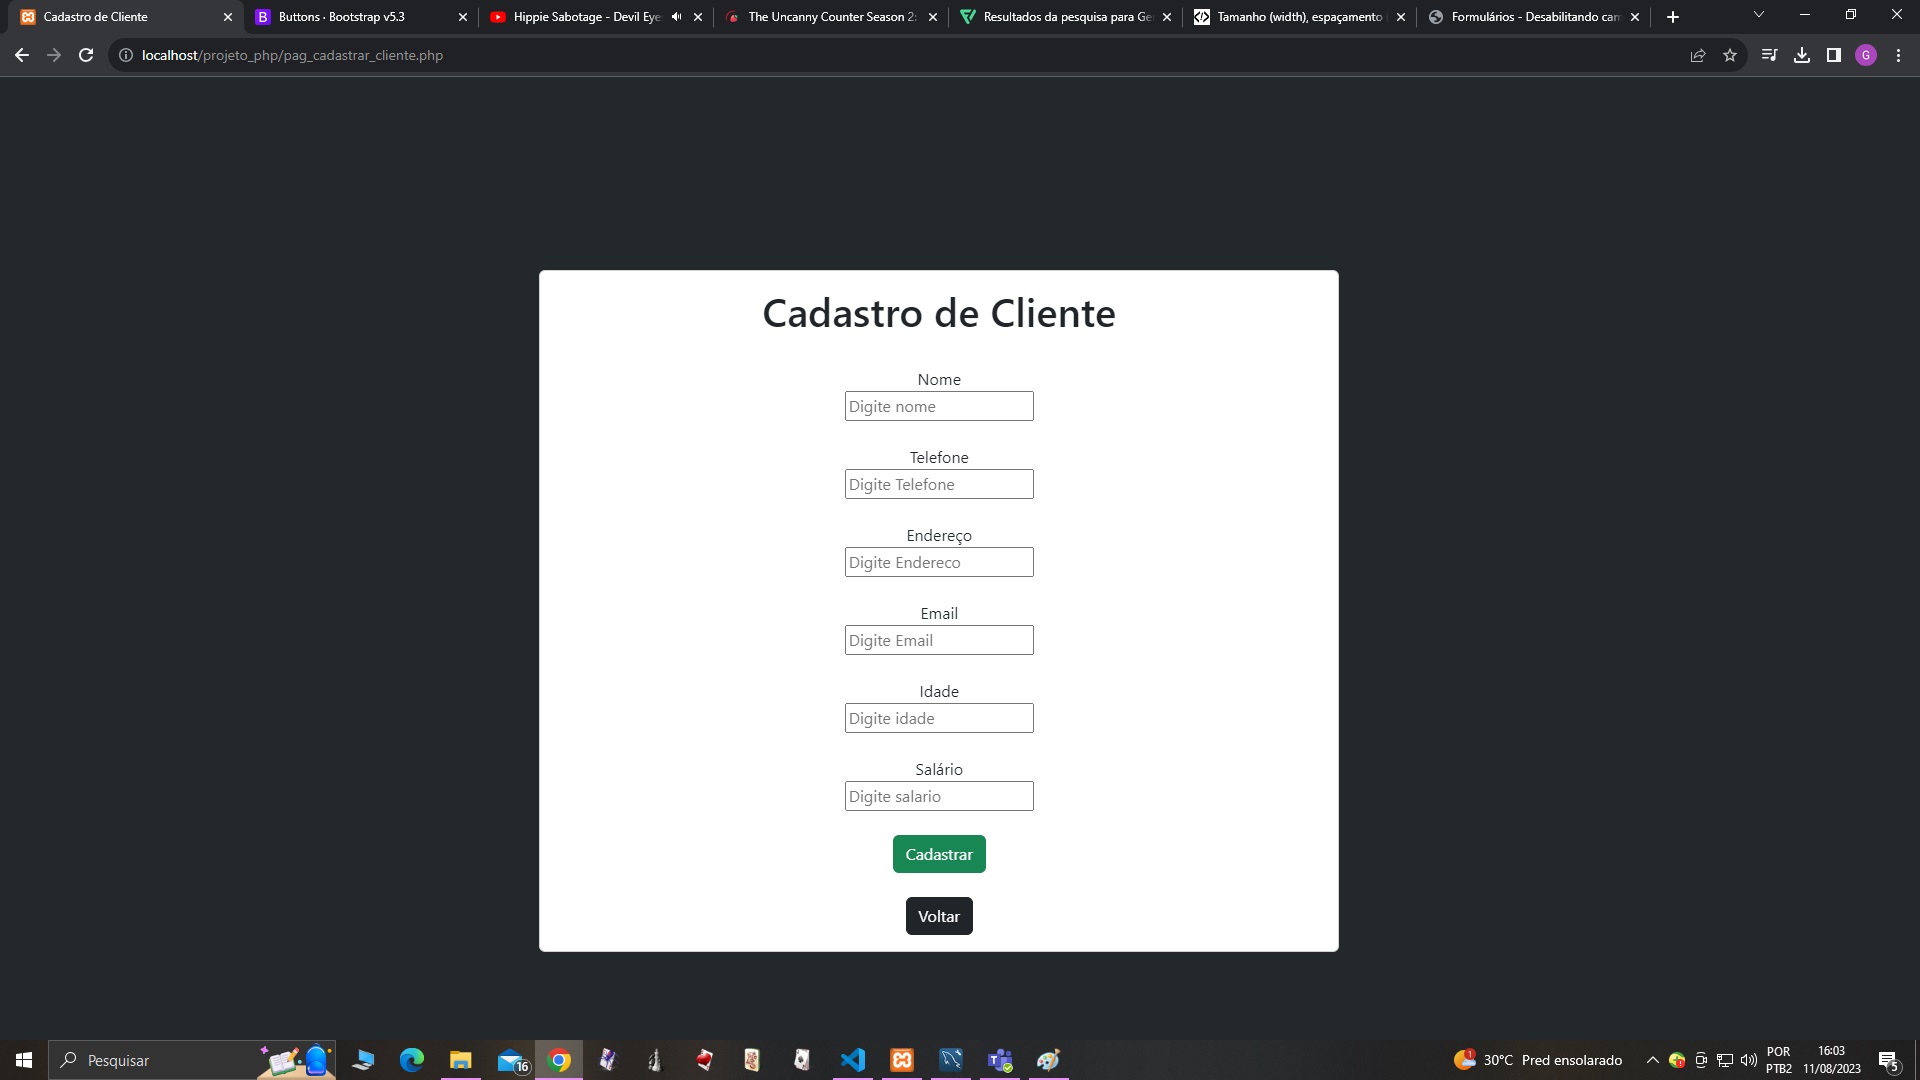 Cadastro de Cliente
Buttons · Bootstrap v5.3
Hippie Sabotage - Devil Eye
The Uncanny Counter Season 2:
Resultados da pesquisa para Ge
Tamanho (width), espaçamento
Formulários - Desabilitando cam
localhost/projeto_php/pag_cadastrar_cliente.php
G
Cadastro de Cliente
Nome
Digite nome
Telefone
Digite Telefone
Endereço
Digite Endereco
Email
Digite Email
Idade
Digite idade
Salário
Digite salario
Cadastrar
Voltar
Pesquisar
16
1
30°C Pred ensolarado
POR
PTB2
16:03
11/08/2023
5